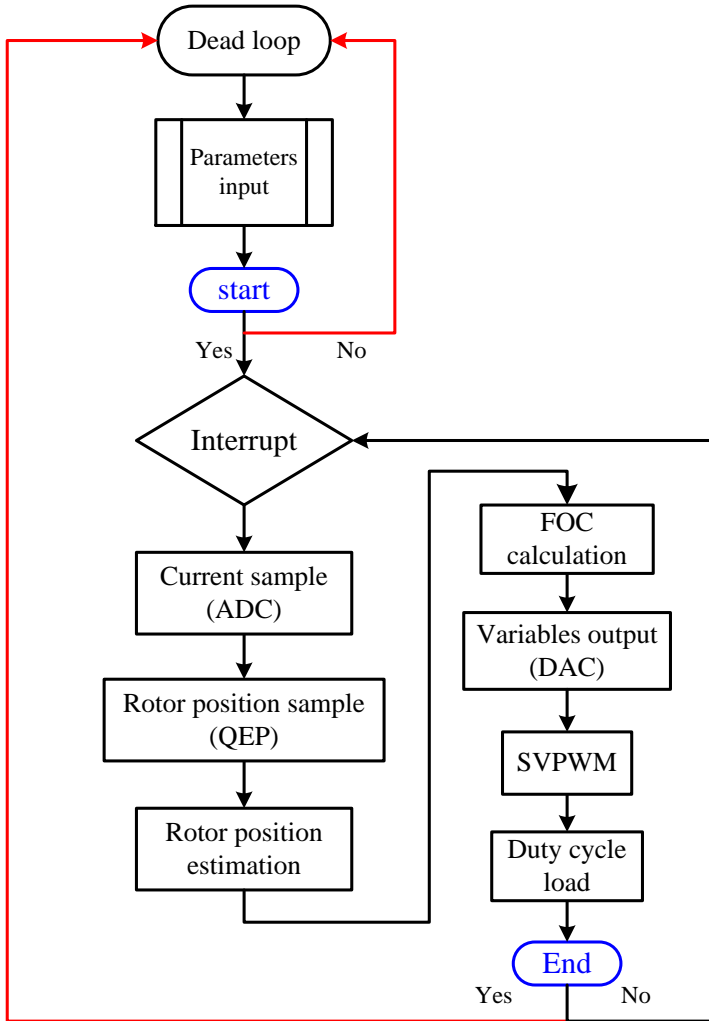 Dead loop
Parameters
input
start
Yes No
Interrupt
Current sample
(ADC)
Rotor position sample
(QEP)
Rotor position
estimation
FOC
calculation
Variables output
(DAC)
SVPWM
Duty cycle
load
End
Yes No